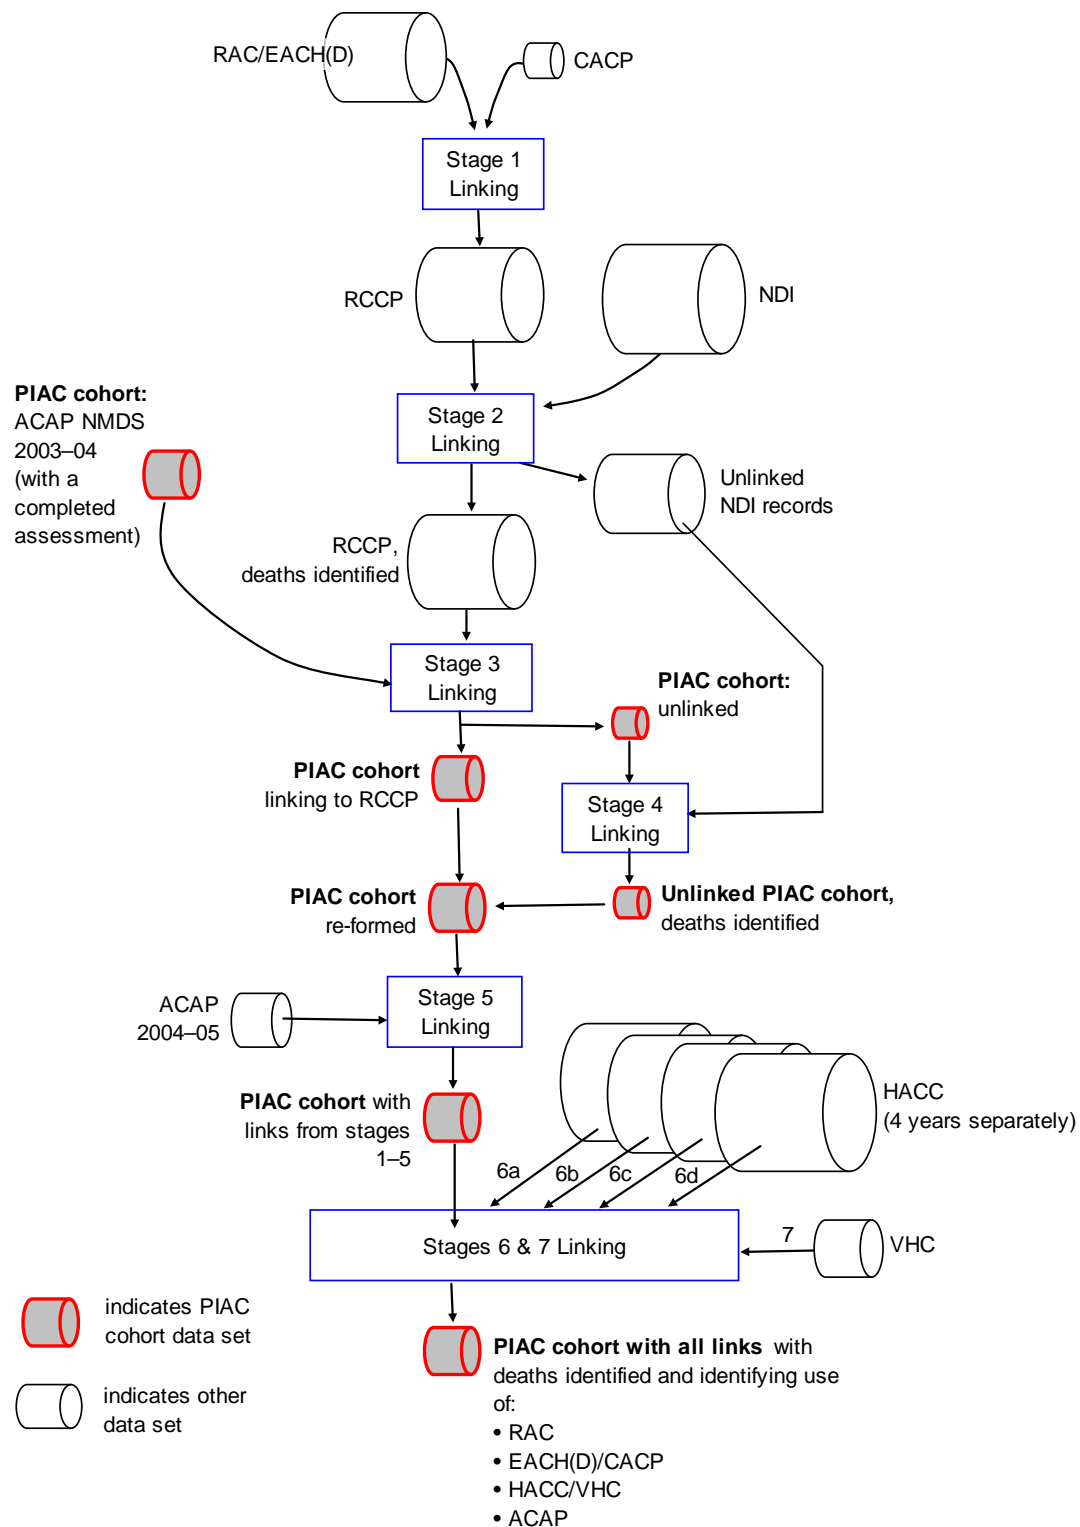 RAC/EACH(D)
CACP
Stage 1
Linking
RCCP
NDI
PIAC cohort:
ACAP NMDS
2003–04
(with a
completed
assessment)
Stage 2
Linking
Unlinked
NDI records
RCCP,
deaths identified
Stage 3
Linking
PIAC cohort:
unlinked
PIAC cohort
linking to RCCP
Stage 4
Linking
PIAC cohort
re-formed
Unlinked PIAC cohort,
deaths identified
ACAP
2004–05
Stage 5
Linking
HACC
(4 years separately)
PIAC cohort with
links from stages
1–5
6a
6b
6c
6d
Stages 6 & 7 Linking
7
VHC
indicates PIAC
cohort data set
indicates other
data set
PIAC cohort with all links with
deaths identified and identifying use
of:
• RAC
• EACH(D)/CACP
• HACC/VHC
• ACAP